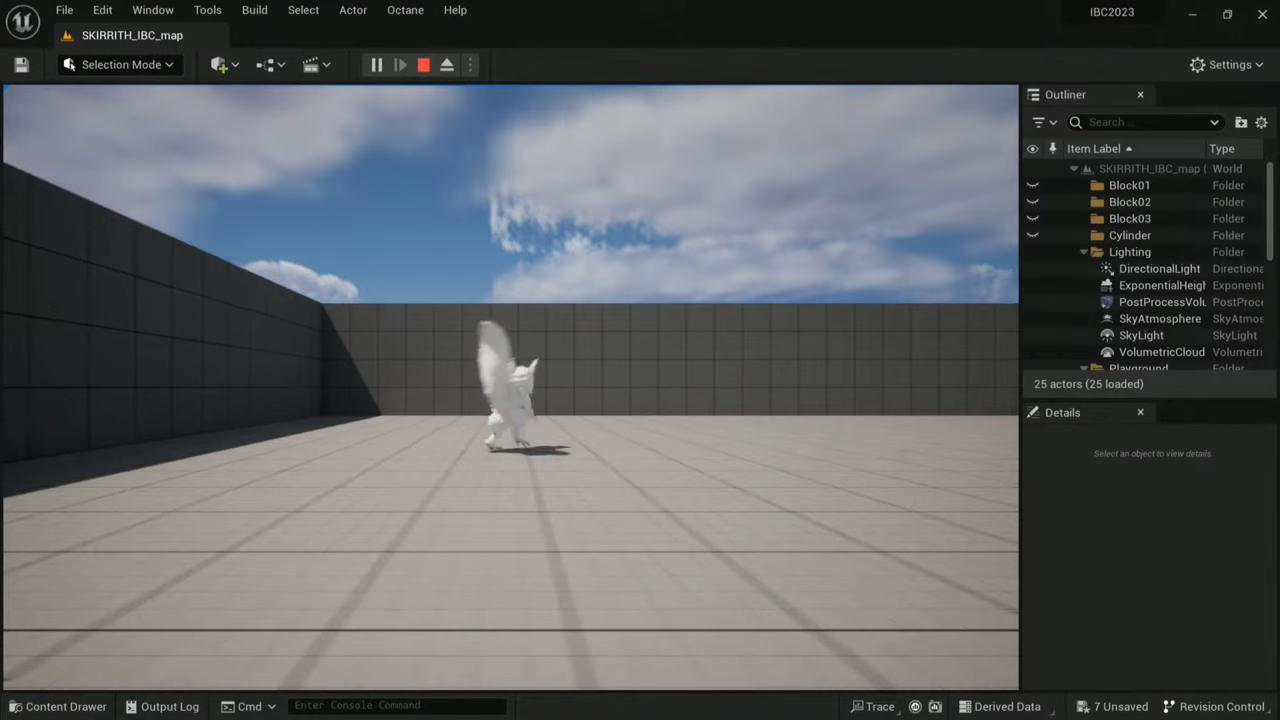 File Edit Window Tools Build Select Actor Octane Help
IBC2023
SKIRRITH_IBC_map
Selection Mode
Settings
Outliner
Search...
Item Label Type
SKIRRITH_IBC_map ( World
Block01 Folder
Block02 Folder
Block03 Folder
Cylinder Folder
Lighting Folder
DirectionalLight Directiona
ExponentialHeigh Exponenti
PostProcessVolu PostProce
SkyAtmosphere SkyAtmos
SkyLight SkyLight
VolumetricCloud Volumetri
Playground Folder
25 actors (25 loaded)
Details
Select an object to view details.
Content Drawer Output Log Cmd Enter Console Command Trace Derived Data 7 Unsaved Revision Control